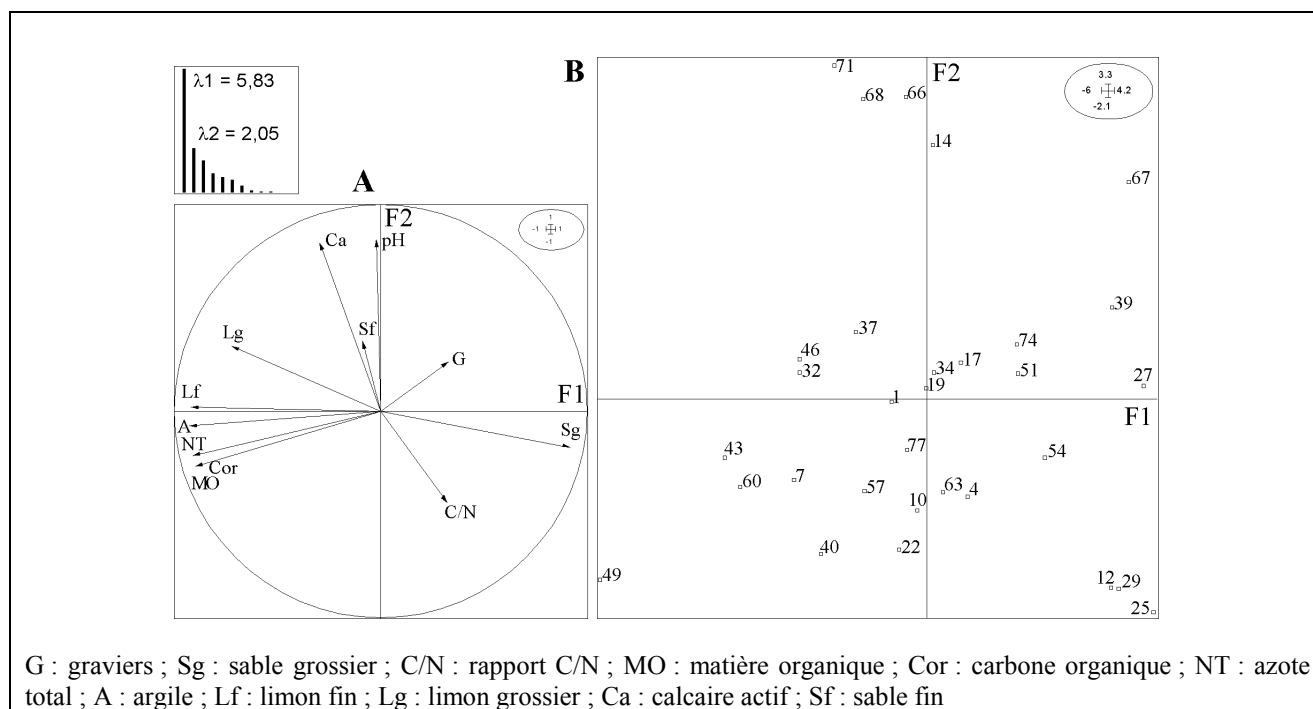 λ1 = 5,83
λ2 = 2,05
A
F2
1
-1 1
-1
Ca
pH
Lg
Sf
G
Lf
F1
A
Sg
NT
Cor
MO
C/N
B
F2
3.3
-6 4.2
-2.1
71
68
66
14
67
39
37
46
74
32
34
17
51
27
19
1
F1
43
77
54
60
7
57
63
4
10
40
22
49
12
29
25
G : graviers ; Sg : sable grossier ; C/N : rapport C/N ; MO : matière organique ; Cor : carbone organique ; NT : azote
total ; A : argile ; Lf : limon fin ; Lg : limon grossier ; Ca : calcaire actif ; Sf : sable fin